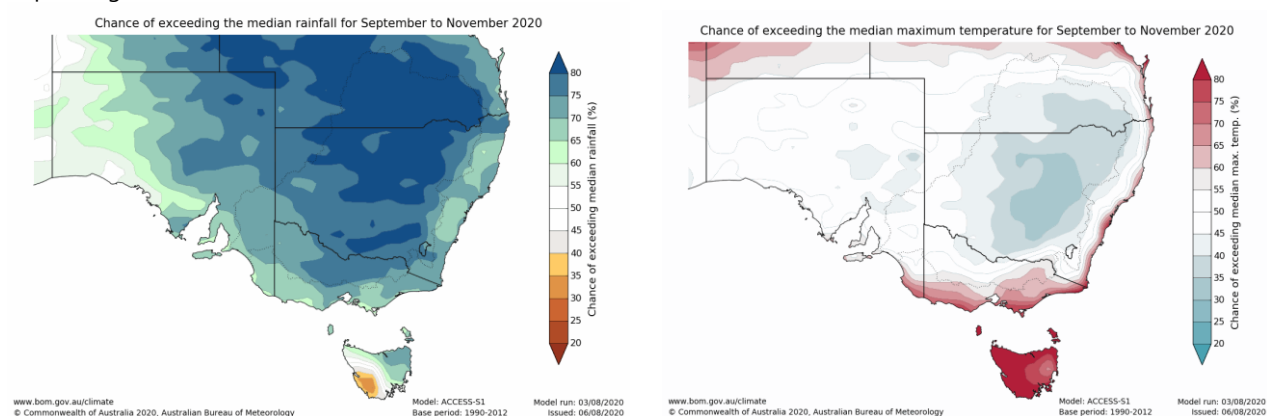 Chance of exceeding the median rainfall for September to November 2020
80
75
70
65
60
55
50
45
40
35
30
25
20
Chance of exceeding median rainfall (%)
www.bom.gov.au/climate
© Commonwealth of Australia 2020, Australian Bureau of Meteorology
Model: ACCESS-S1
Base period: 1990-2012
Model run: 03/08/2020
Issued: 06/08/2020
Chance of exceeding the median maximum temperature for September to November 2020
80
75
70
65
60
55
50
45
40
35
30
25
20
Chance of exceeding median max. temp. (%)
www.bom.gov.au/climate
© Commonwealth of Australia 2020, Australian Bureau of Meteorology
Model: ACCESS-S1
Base period: 1990-2012
Model run: 03/08/2020
Issued: 06/08/2020